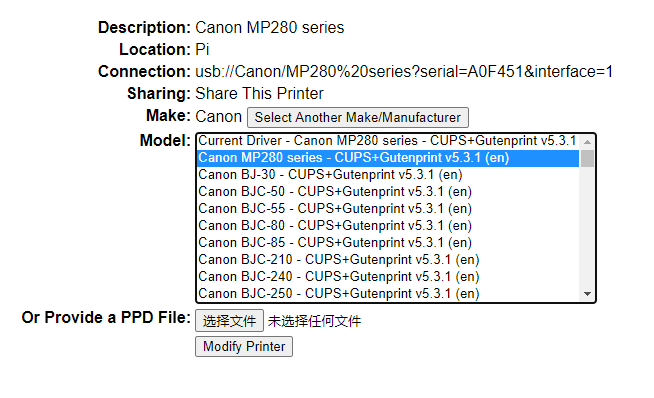 Description: Canon MP280 series
Location: Pi
Connection: usb://Canon/MP280%20series?serial=A0F451&interface=1
Sharing: Share This Printer
Make: Canon Select Another Make/Manufacturer
Model: Current Driver - Canon MP280 series - CUPS+Gutenprint v5.3.1
Canon MP280 series - CUPS+Gutenprint v5.3.1 (en)
Canon BJ-30 - CUPS+Gutenprint v5.3.1 (en)
Canon BJC-50 - CUPS+Gutenprint v5.3.1 (en)
Canon BJC-55 - CUPS+Gutenprint v5.3.1 (en)
Canon BJC-80 - CUPS+Gutenprint v5.3.1 (en)
Canon BJC-85 - CUPS+Gutenprint v5.3.1 (en)
Canon BJC-210 - CUPS+Gutenprint v5.3.1 (en)
Canon BJC-240 - CUPS+Gutenprint v5.3.1 (en)
Canon BJC-250 - CUPS+Gutenprint v5.3.1 (en)
Or Provide a PPD File: 选择文件 未选择任何文件
Modify Printer